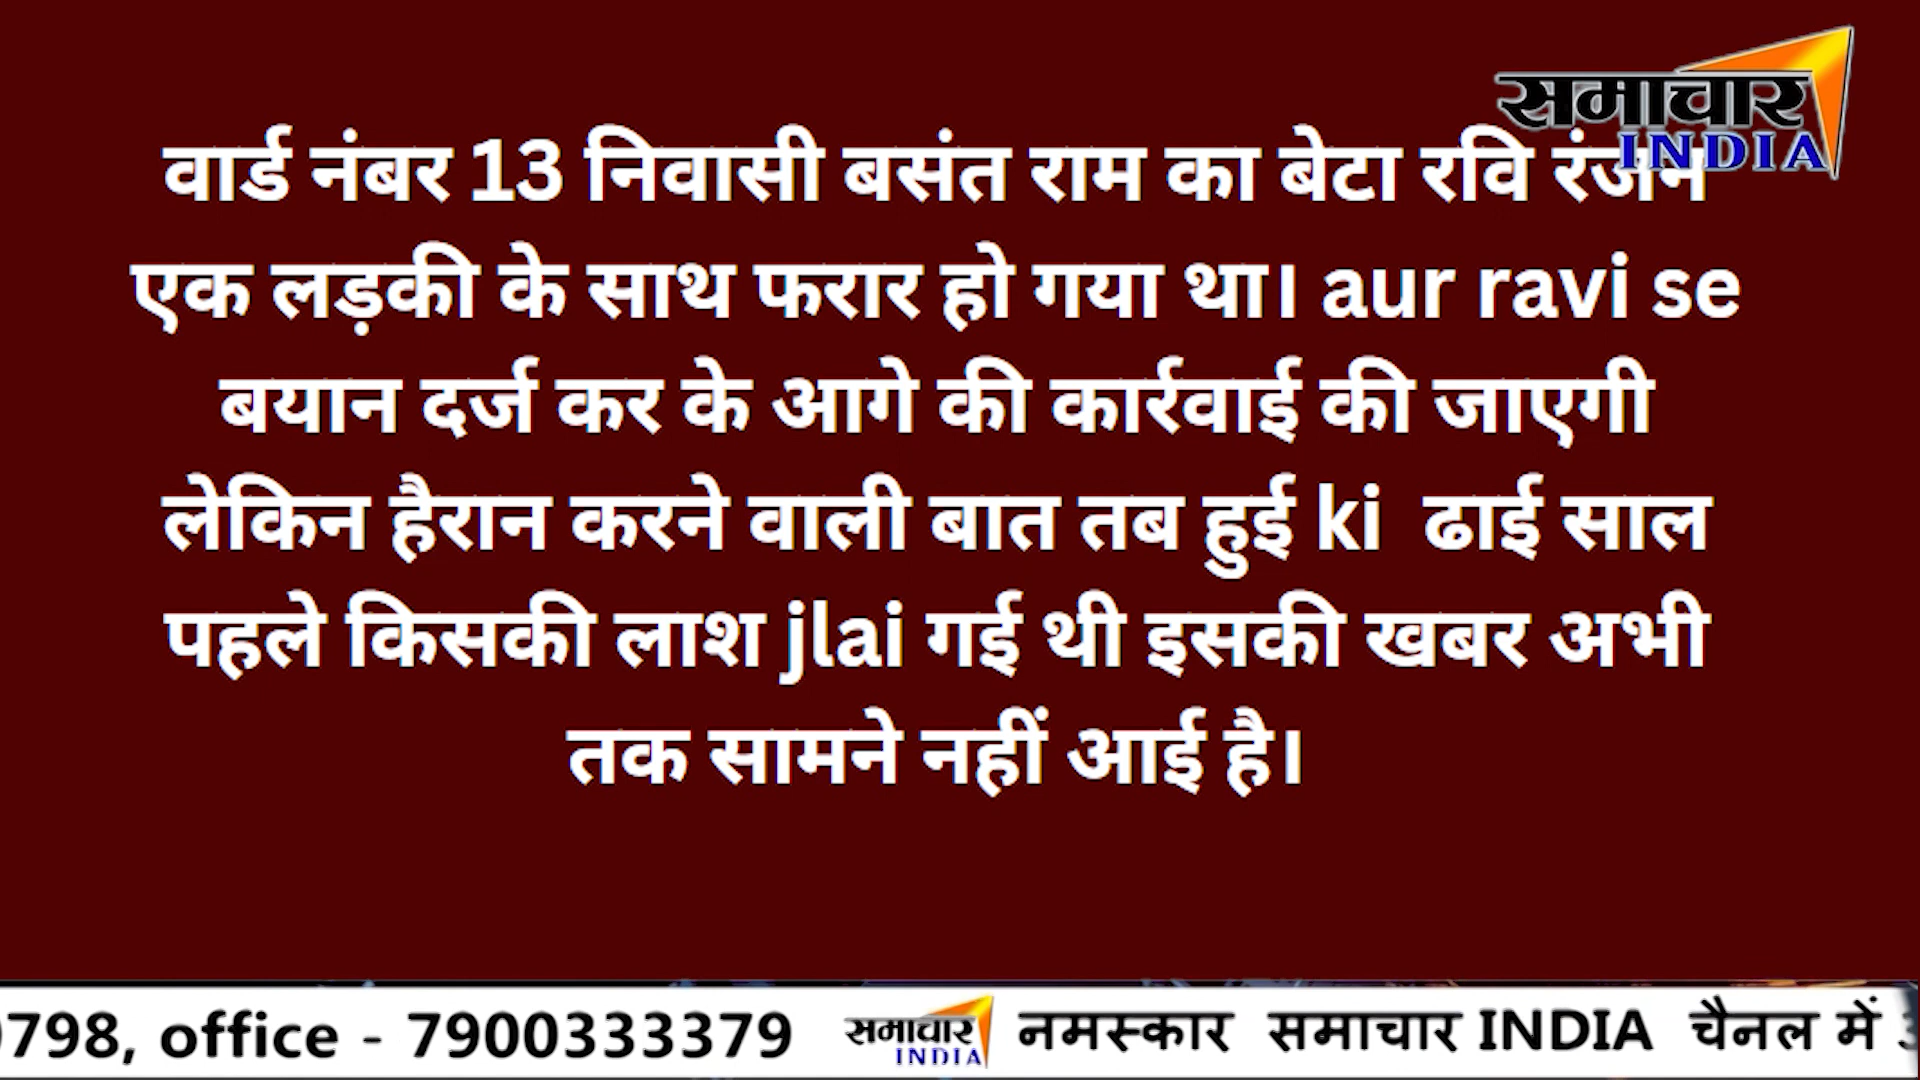 समाचार
INDIA
वार्ड नंबर 13 निवासी बसंत राम का बेटा रवि रंजन
एक लड़की के साथ फरार हो गया था। aur ravi se
बयान दर्ज कर के आगे की कार्रवाई की जाएगी
लेकिन हैरान करने वाली बात तब हुई ki ढाई साल
पहले किसकी लाश jlai गई थी इसकी खबर अभी
तक सामने नहीं आई है।
798, office - 7900333379 समाचार INDIA नमस्कार समाचार INDIA चैनल में